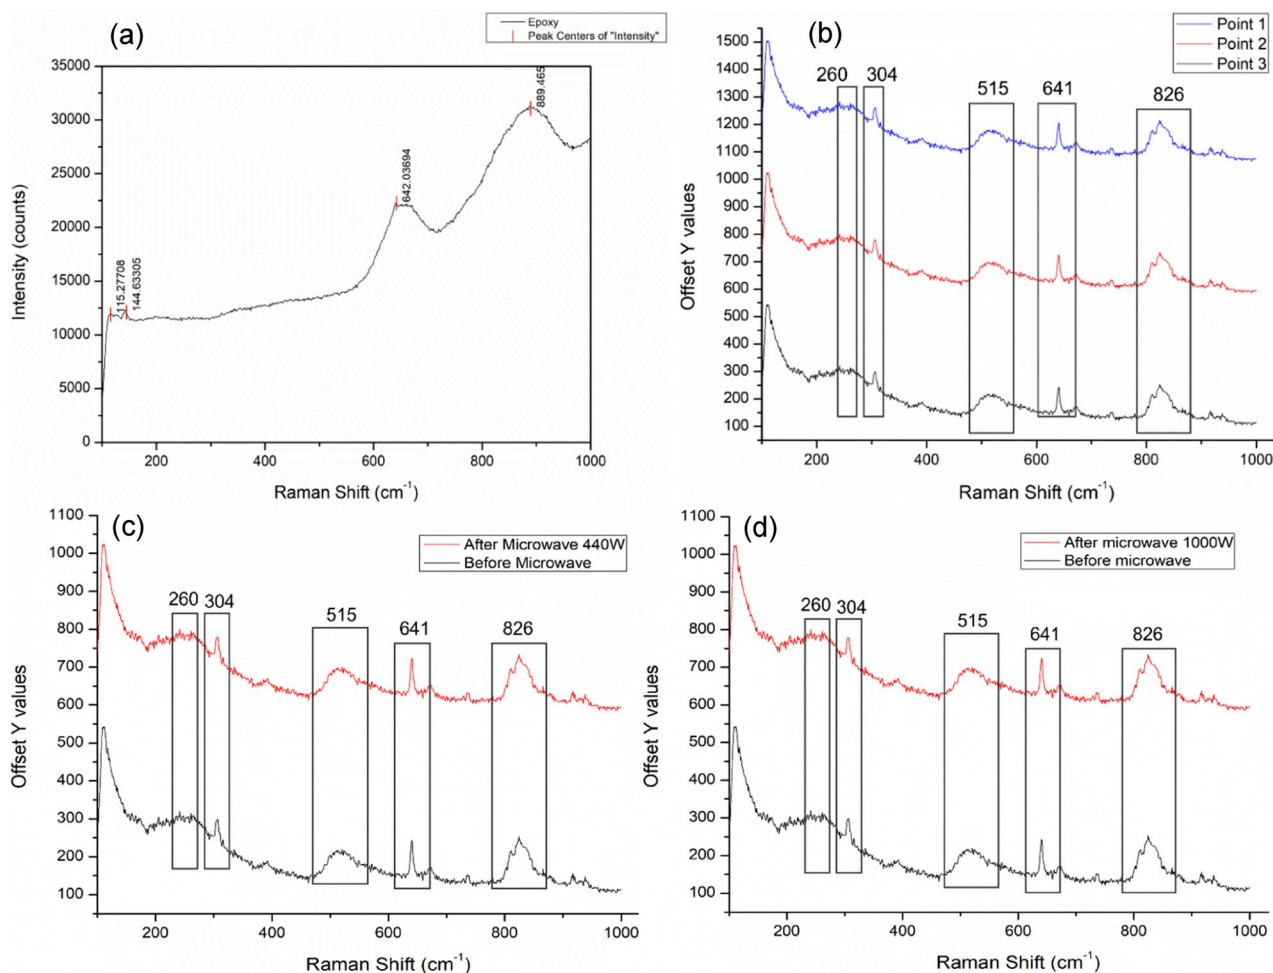 (a)
Epoxy
Peak Centers of "Intensity"
35000
30000
25000
20000
15000
10000
5000
0
Intensity (counts)
115.27708
144.63305
642.03694
889.465
200 400 600 800 1000
Raman Shift (cm⁻¹)
(b)
Point 1
Point 2
Point 3
1500
1400
1300
1200
1100
1000
900
800
700
600
500
400
300
200
100
Offset Y values
260 304 515 641 826
200 400 600 800 1000
Raman Shift (cm⁻¹)
(c)
After Microwave 440W
Before Microwave
1100
1000
900
800
700
600
500
400
300
200
100
Offset Y values
260 304 515 641 826
200 400 600 800 1000
Raman Shift (cm⁻¹)
(d)
After microwave 1000W
Before microwave
1100
1000
900
800
700
600
500
400
300
200
100
Offset Y values
260 304 515 641 826
200 400 600 800 1000
Raman Shift (cm⁻¹)